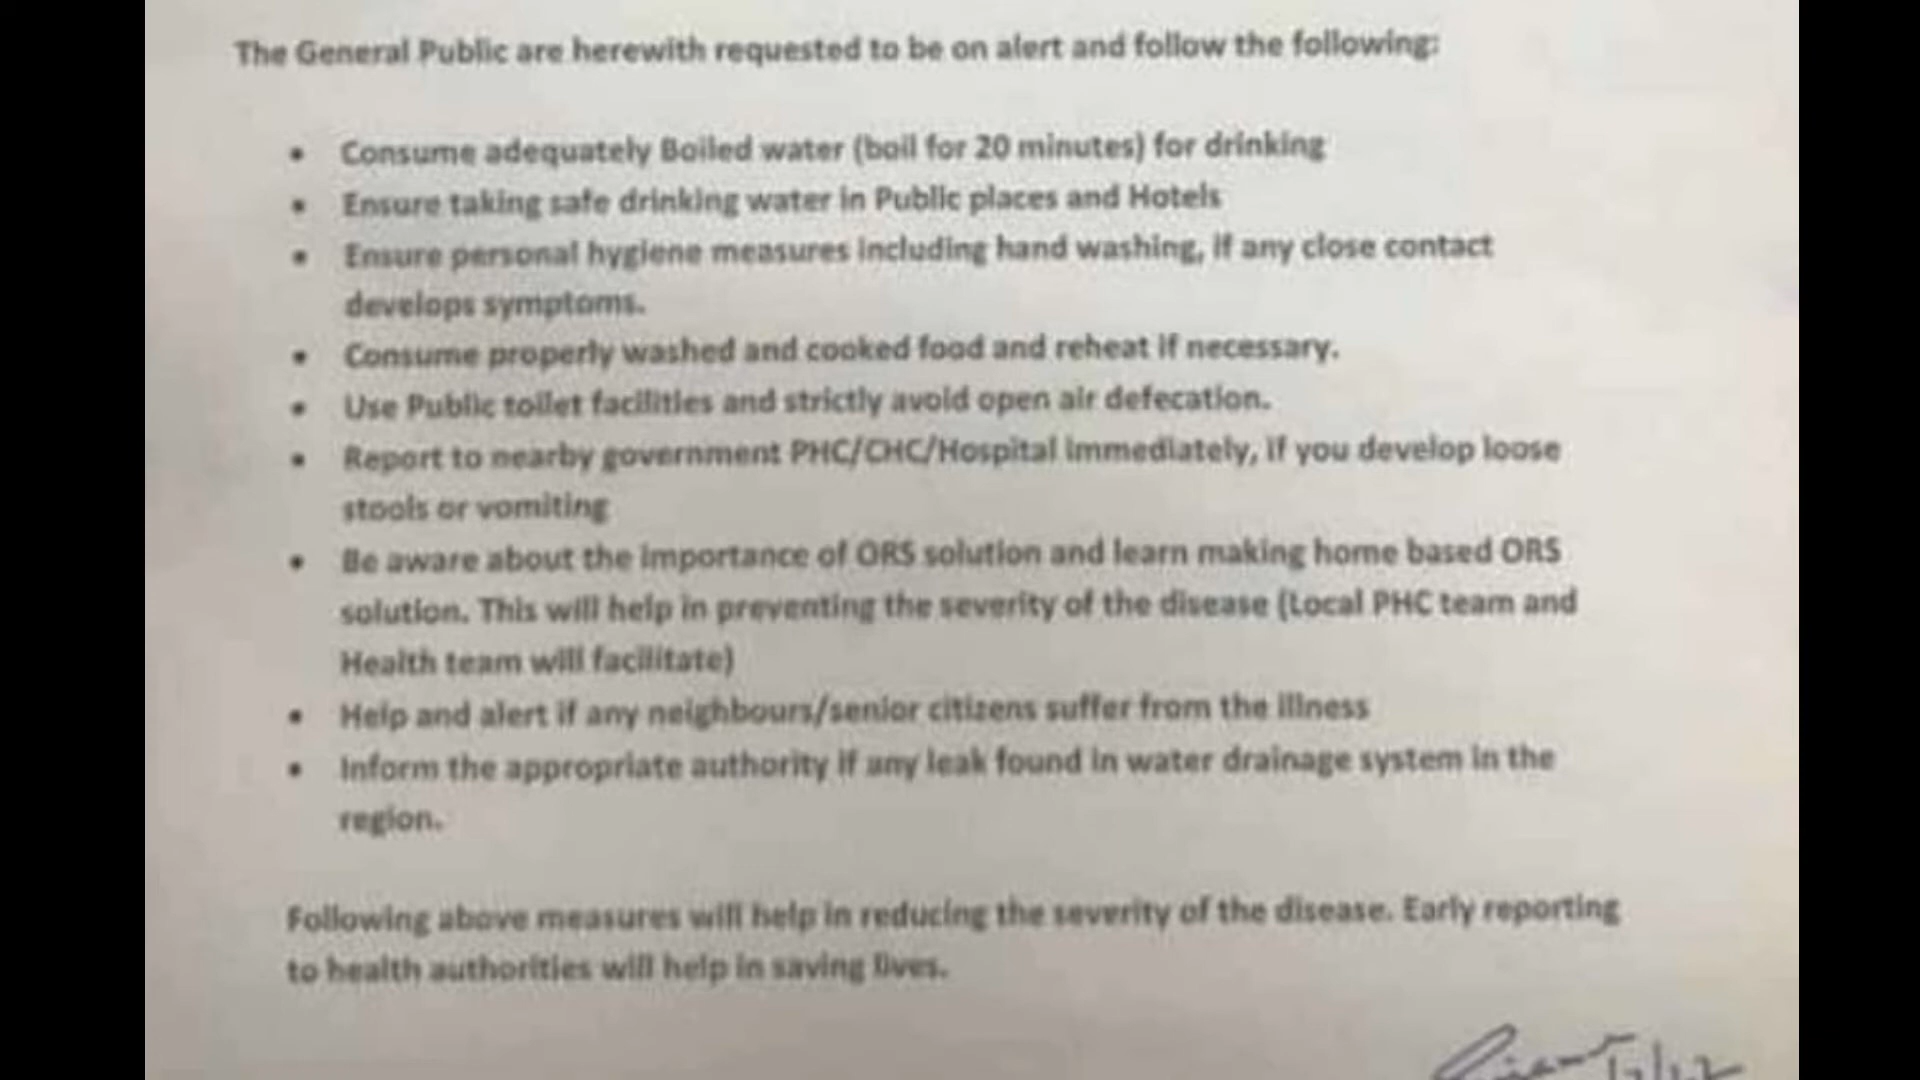 The General Public are herewith requested to be on alert and follow the following:
• Consume adequately Boiled water (boil for 20 minutes) for drinking
• Ensure taking safe drinking water in Public places and Hotels
• Ensure personal hygiene measures including hand washing, if any close contact
develops symptoms.
• Consume properly washed and cooked food and reheat if necessary.
• Use Public toilet facilities and strictly avoid open air defecation.
• Report to nearby government PHC/CHC/Hospital immediately, if you develop loose
stools or vomiting
• Be aware about the importance of ORS solution and learn making home based ORS
solution. This will help in preventing the severity of the disease (Local PHC team and
Health team will facilitate)
• Help and alert if any neighbours/senior citizens suffer from the illness
• Inform the appropriate authority if any leak found in water drainage system in the
region.
Following above measures will help in reducing the severity of the disease. Early reporting
to health authorities will help in saving lives.